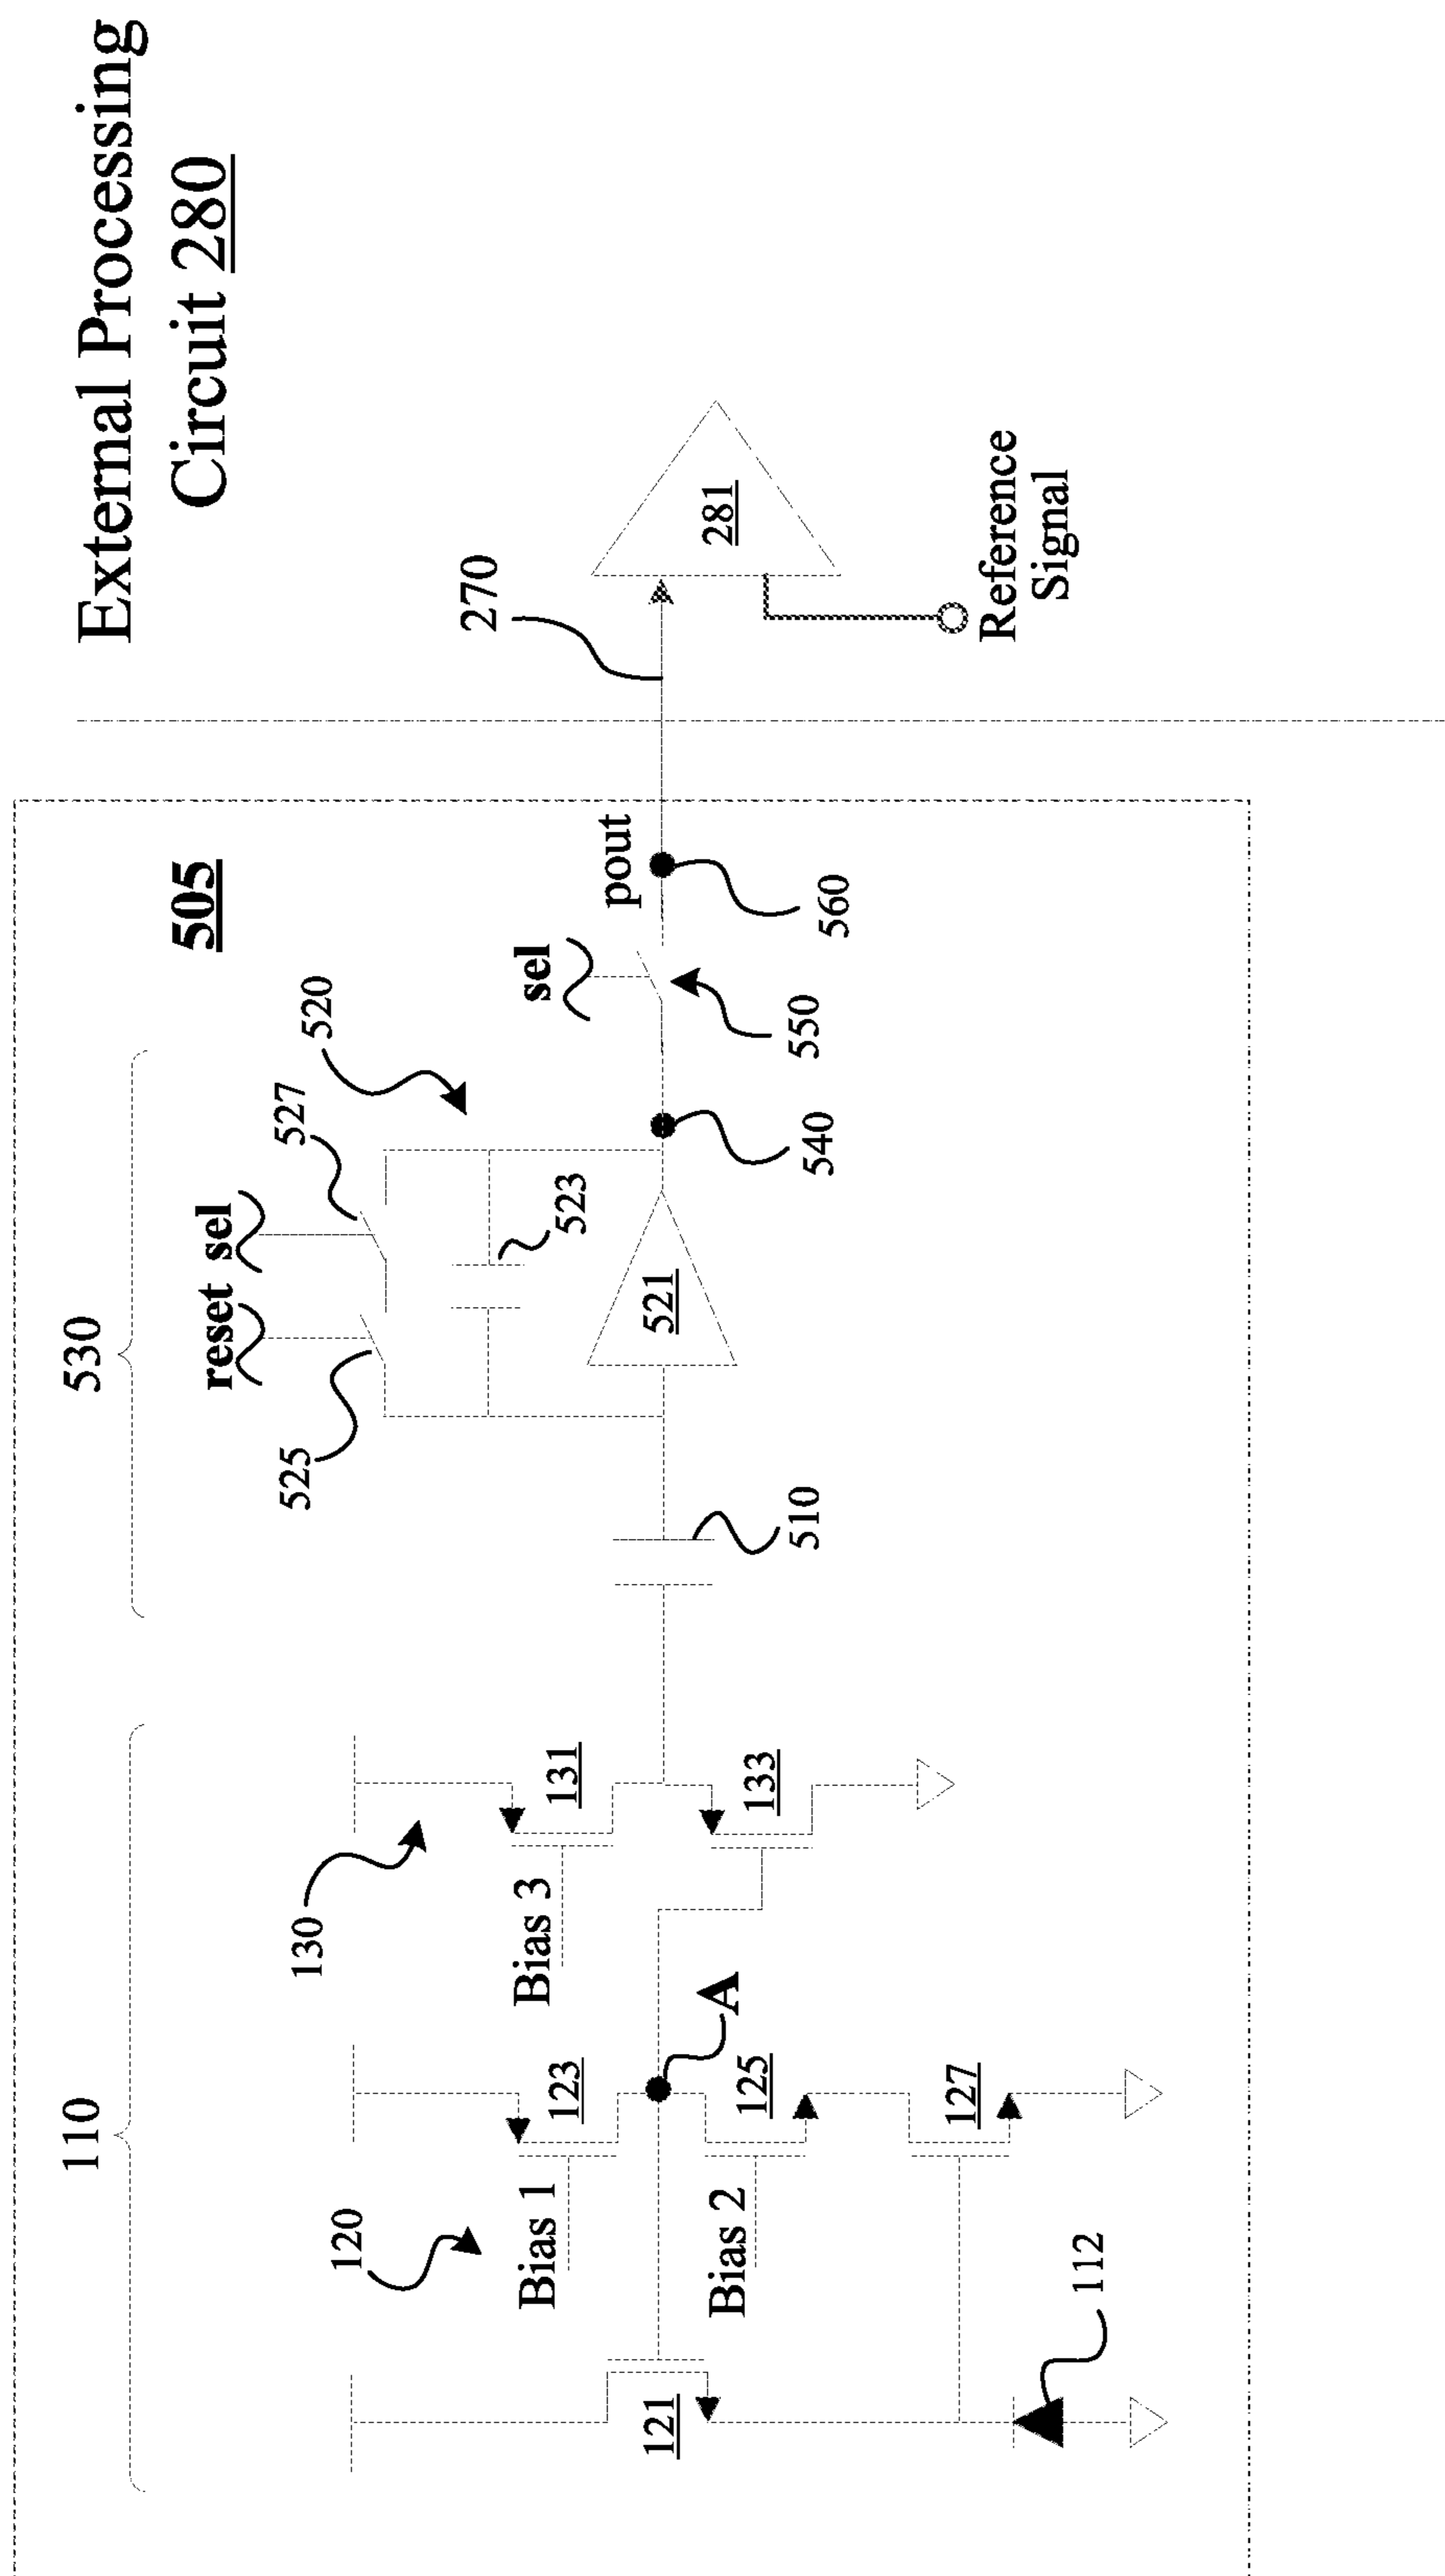 External Processing
Circuit 280
505
110
530
120
130
Bias 1
Bias 2
Bias 3
121
123
125
127
112
A
131
133
510
reset
sel
525
527
520
523
521
540
sel
550
pout
560
270
281
Reference
Signal